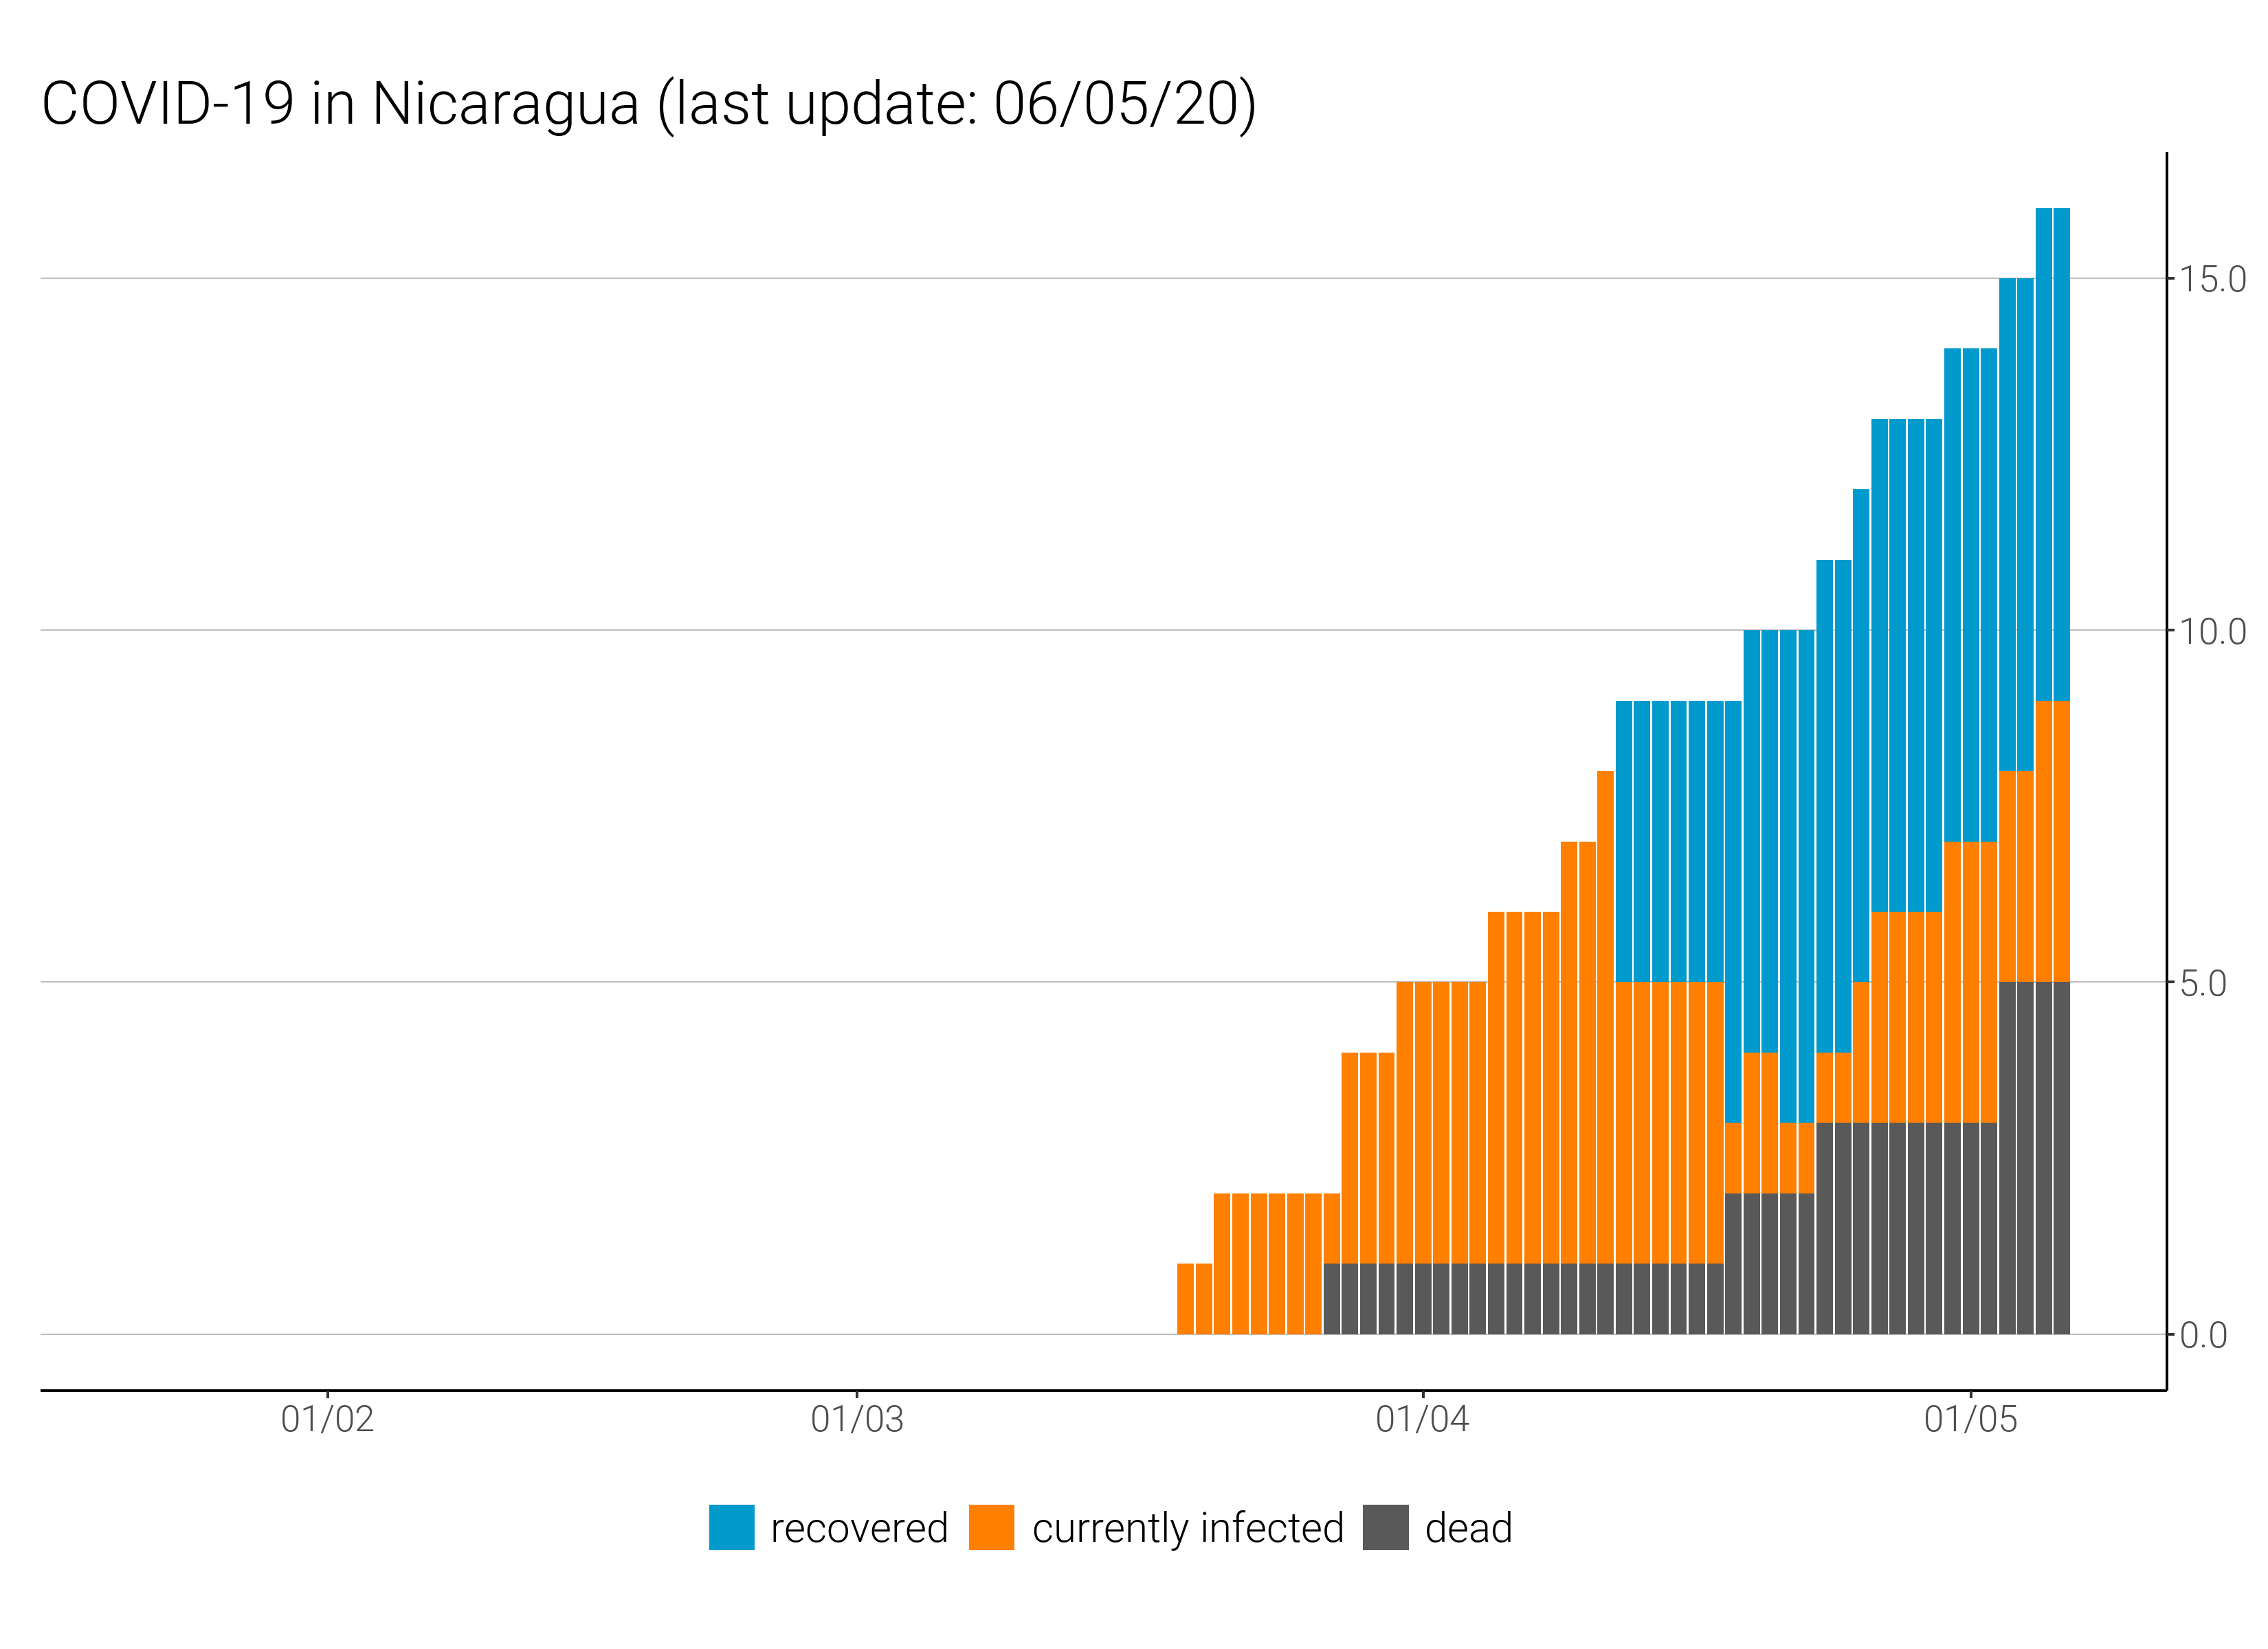 COVID-19 in Nicaragua (last update: 06/05/20)
15.0
10.0
5.0
0.0
01/02 01/03 01/04 01/05
recovered currently infected dead